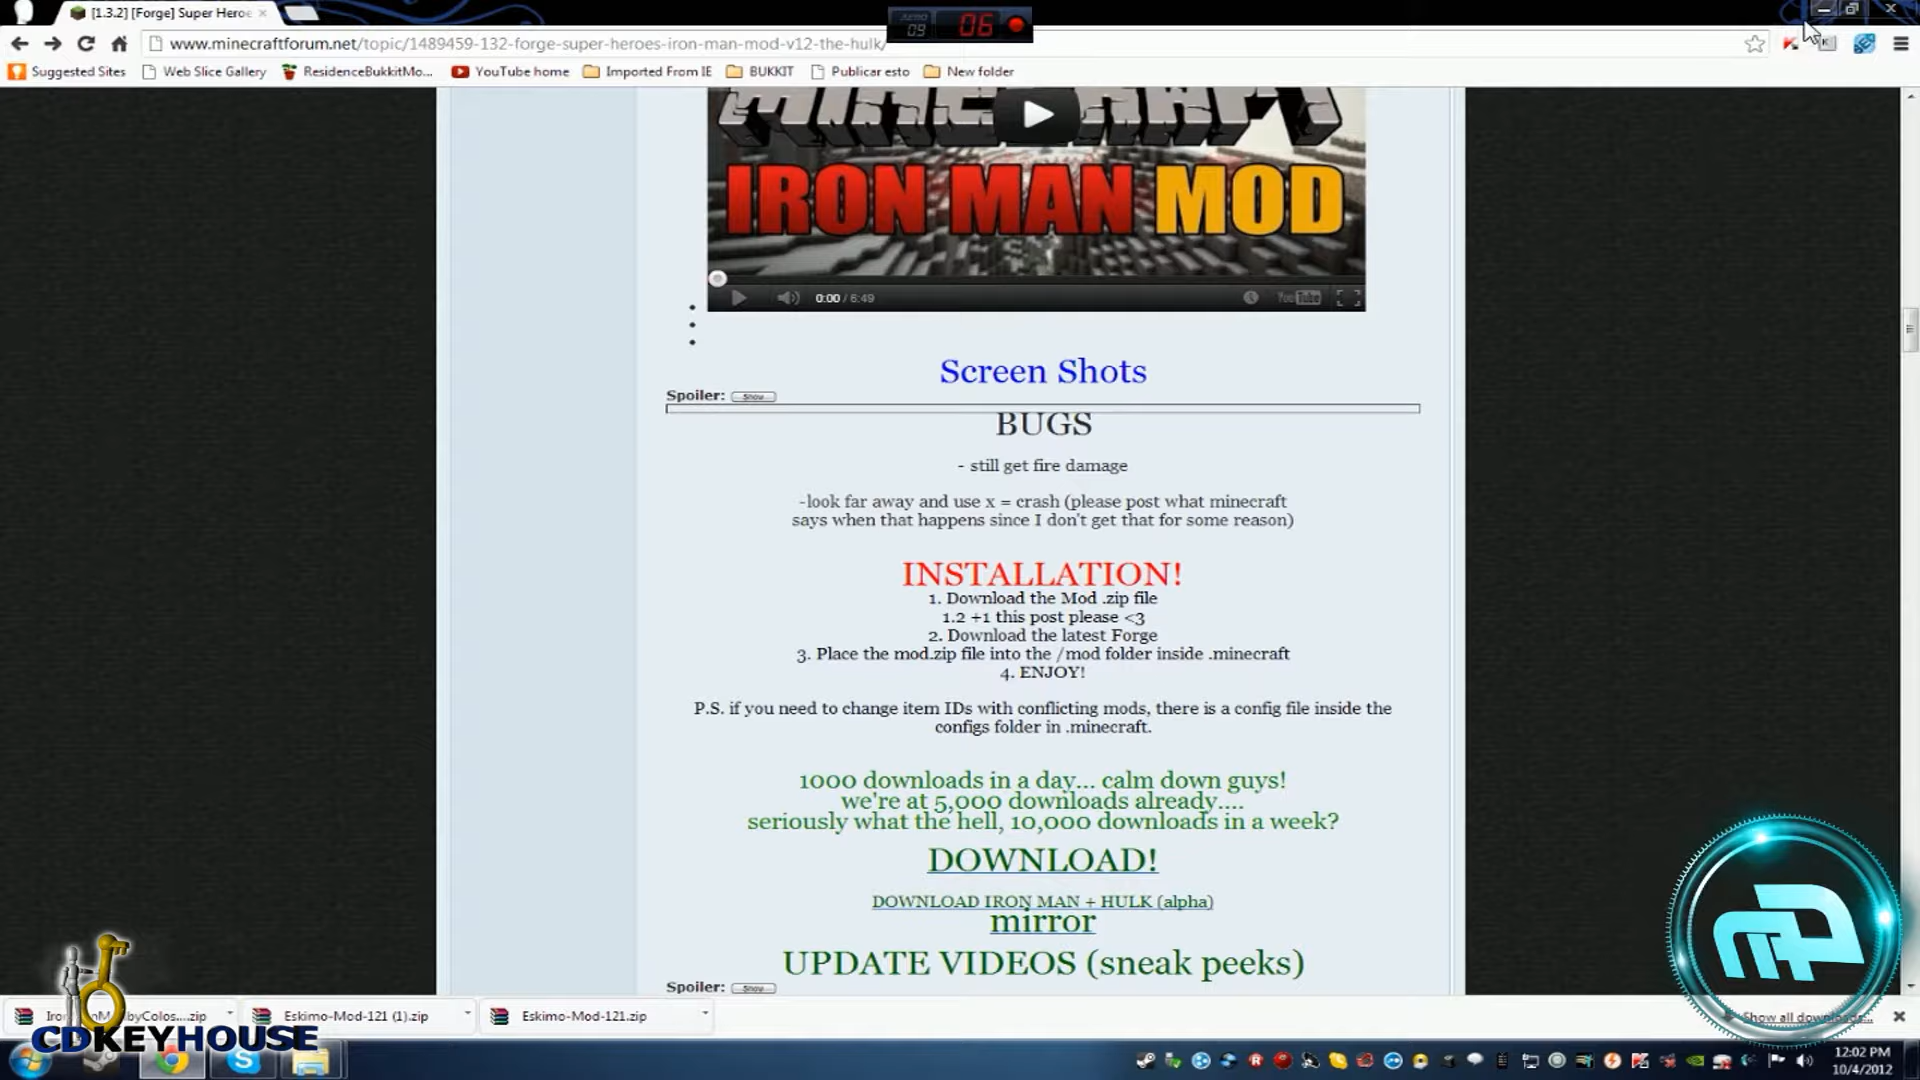 [1.3.2] [Forge] Super Heroe
09 06
www.minecraftforum.net/topic/1489459-132-forge-super-heroes-iron-man-mod-v12-the-hulk/
Suggested Sites Web Slice Gallery ResidenceBukkitMo... YouTube home Imported From IE BUKKIT Publicar esto New folder
MINECRAFT
IRON MAN MOD
0:00 / 6:49 YouTube
Screen Shots
Spoiler: Show
BUGS
- still get fire damage
-look far away and use x = crash (please post what minecraft
says when that happens since I don't get that for some reason)
INSTALLATION!
1. Download the Mod .zip file
1.2 +1 this post please <3
2. Download the latest Forge
3. Place the mod.zip file into the /mod folder inside .minecraft
4. ENJOY!
P.S. if you need to change item IDs with conflicting mods, there is a config file inside the
configs folder in .minecraft.
1000 downloads in a day... calm down guys!
we're at 5,000 downloads already....
seriously what the hell, 10,000 downloads in a week?
DOWNLOAD!
DOWNLOAD IRON MAN + HULK (alpha)
mirror
UPDATE VIDEOS (sneak peeks)
Spoiler: Show
Eskimo-Mod-121 (1).zip Eskimo-Mod-121.zip Show all downloads...
CDKEYHOUSE
12:02 PM
10/4/2012